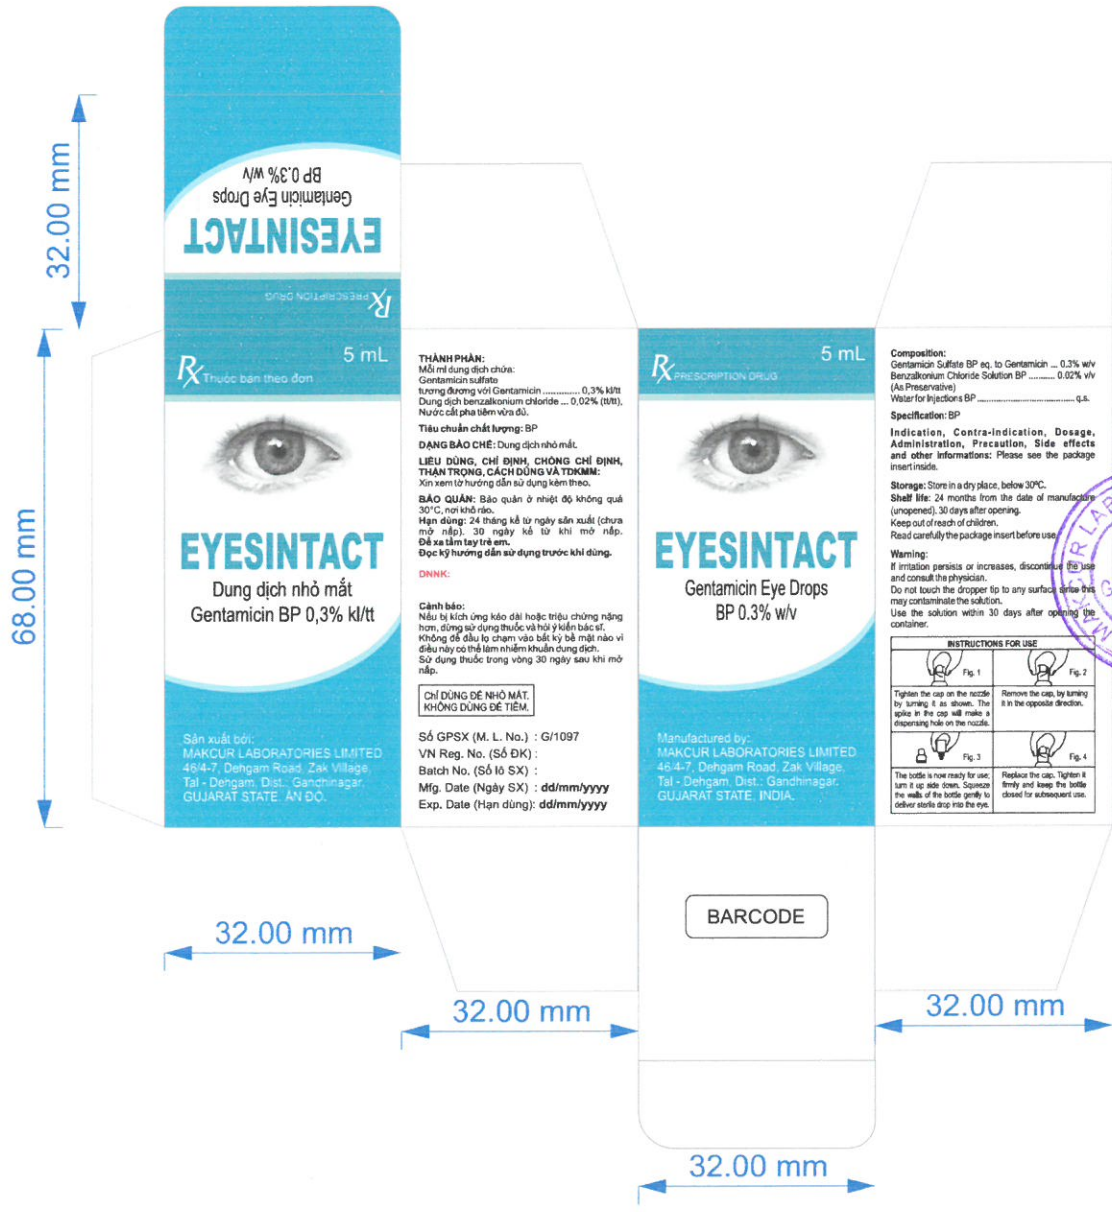 32.00 mm
68.00 mm
Gentamicin Eye Drops
BP 0.3% w/v
EYESINTACT
Rx PRESCRIPTION DRUG
5 mL
Rx Thuốc bán theo đơn
EYESINTACT
Dung dịch nhỏ mắt
Gentamicin BP 0,3% kl/tt
Sản xuất bởi:
MAKCUR LABORATORIES LIMITED
46/4-7, Dehgam Road, Zak Village,
Tal - Dehgam, Dist.: Gandhinagar.
GUJARAT STATE, ẤN ĐỘ.
32.00 mm
THÀNH PHẦN:
Mỗi ml dung dịch chứa:
Gentamicin sulfate
tương đương với Gentamicin ............. 0,3% kl/tt
Dung dịch benzalkonium chloride ... 0,02% (tt/tt).
Nước cất pha tiêm vừa đủ.
Tiêu chuẩn chất lượng: BP
DẠNG BÀO CHẾ: Dung dịch nhỏ mắt.
LIỀU DÙNG, CHỈ ĐỊNH, CHỐNG CHỈ ĐỊNH,
THẬN TRỌNG, CÁCH DÙNG VÀ TDKMM:
Xin xem tờ hướng dẫn sử dụng kèm theo.
BẢO QUẢN: Bảo quản ở nhiệt độ không quá
30°C, nơi khô ráo.
Hạn dùng: 24 tháng kể từ ngày sản xuất (chưa
mở nắp). 30 ngày kể từ khi mở nắp.
Để xa tầm tay trẻ em.
Đọc kỹ hướng dẫn sử dụng trước khi dùng.
DNNK:
Cảnh báo:
Nếu bị kích ứng kéo dài hoặc triệu chứng nặng
hơn, dừng sử dụng thuốc và hỏi ý kiến bác sĩ.
Không để đầu lọ chạm vào bất kỳ bề mặt nào vì
điều này có thể làm nhiễm khuẩn dung dịch.
Sử dụng thuốc trong vòng 30 ngày sau khi mở
nắp.
CHỈ DÙNG ĐỂ NHỎ MẮT.
KHÔNG DÙNG ĐỂ TIÊM.
Số GPSX (M. L. No.) : G/1097
VN Reg. No. (Số ĐK) :
Batch No. (Số lô SX) :
Mfg. Date (Ngày SX) : dd/mm/yyyy
Exp. Date (Hạn dùng): dd/mm/yyyy
32.00 mm
5 mL
Rx PRESCRIPTION DRUG
EYESINTACT
Gentamicin Eye Drops
BP 0.3% w/v
Manufactured by:
MAKCUR LABORATORIES LIMITED
46/4-7, Dehgam Road, Zak Village,
Tal - Dehgam. Dist.: Gandhinagar.
GUJARAT STATE, INDIA.
BARCODE
32.00 mm
Composition:
Gentamicin Sulfate BP eq. to Gentamicin ... 0.3% w/v
Benzalkonium Chloride Solution BP .......... 0.02% v/v
(As Preservative)
Water for Injections BP ..................................... q.s.
Specification: BP
Indication, Contra-indication, Dosage,
Administration, Precaution, Side effects
and other informations: Please see the package
insert inside.
Storage: Store in a dry place, below 30°C.
Shelf life: 24 months from the date of manufacture
(unopened). 30 days after opening.
Keep out of reach of children.
Read carefully the package insert before use.
Warning:
If irritation persists or increases, discontinue the use
and consult the physician.
Do not touch the dropper tip to any surface since this
may contaminate the solution.
Use the solution within 30 days after opening the
container.
INSTRUCTIONS FOR USE
Fig. 1
Tighten the cap on the nozzle
by turning it as shown. The
spike in the cap will make a
dispensing hole on the nozzle.
Fig. 2
Remove the cap, by turning
it in the opposite direction.
Fig. 3
The bottle is now ready for use;
turn it up side down. Squeeze
the walls of the bottle gently to
deliver sterile drop into the eye.
Fig. 4
Replace the cap. Tighten it
firmly and keep the bottle
closed for subsequent use.
MAKCUR LAB
32.00 mm